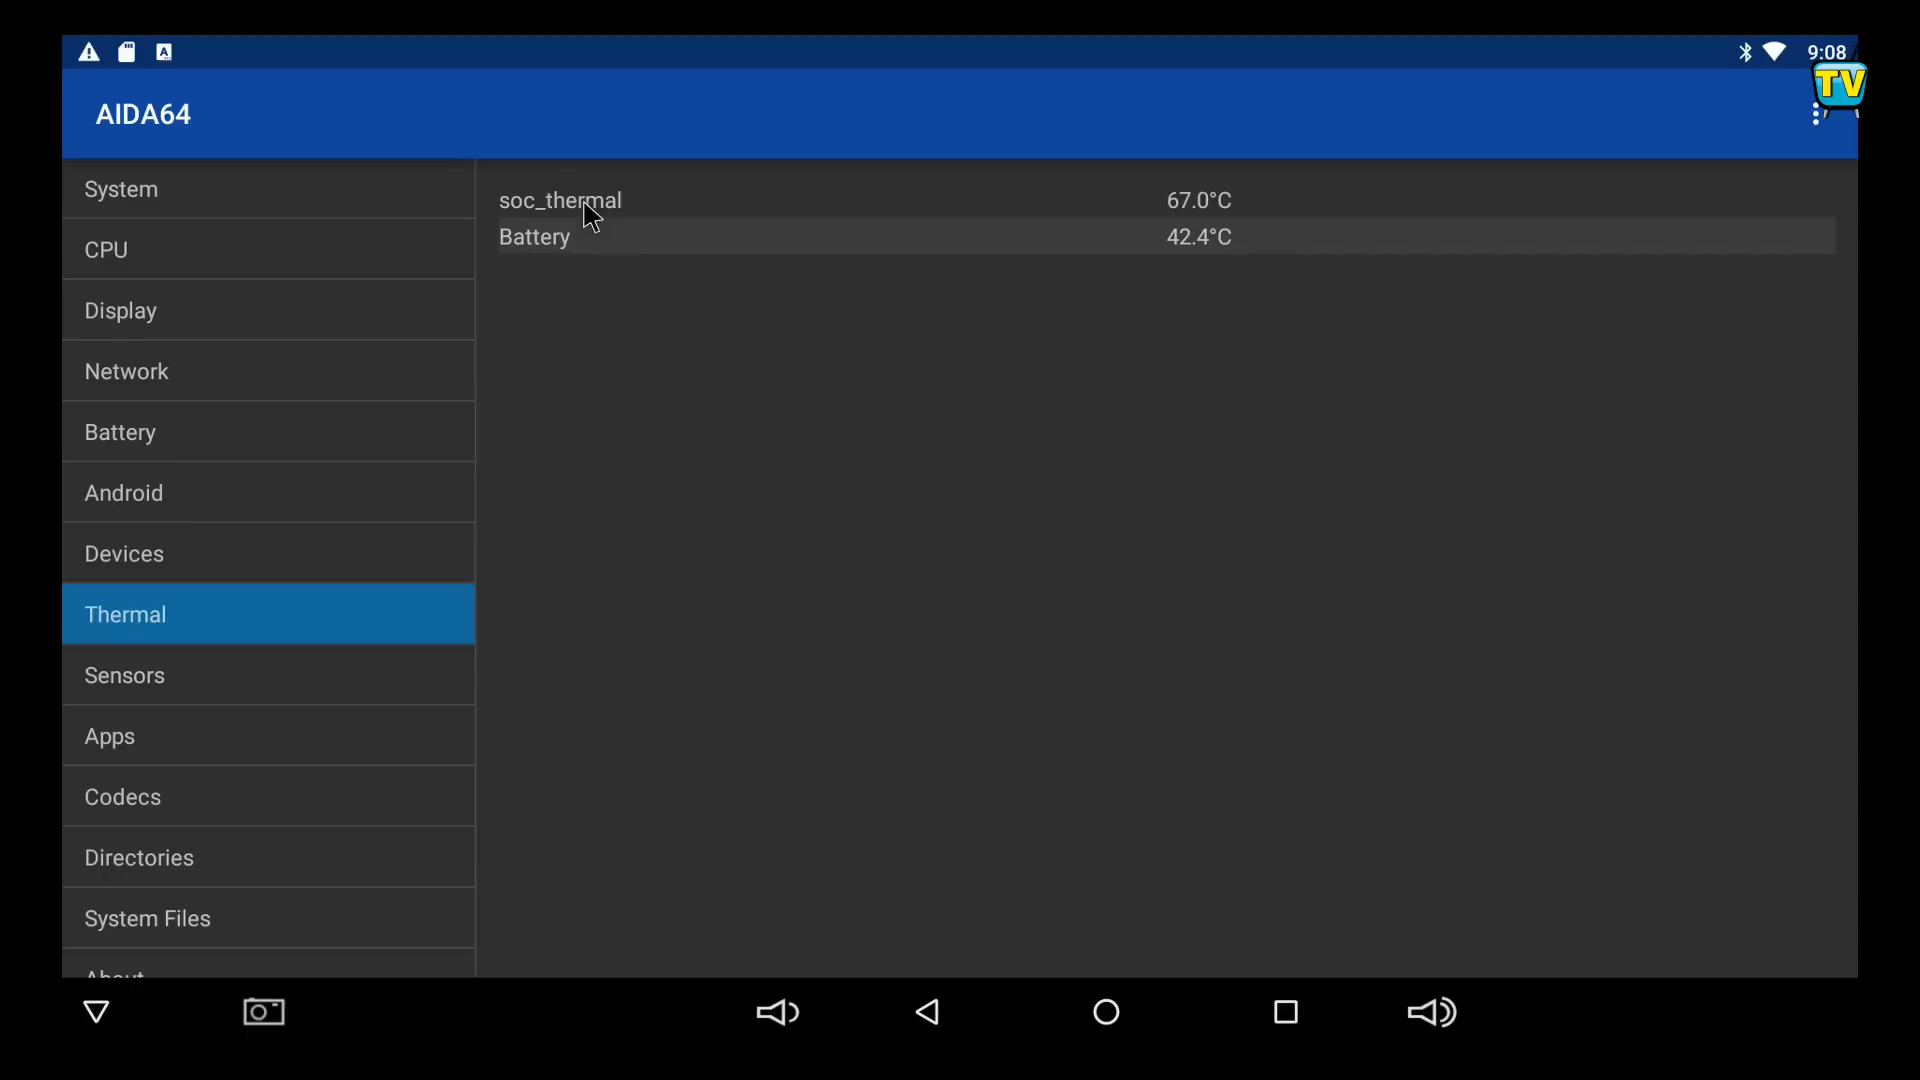 9:08
TV
AIDA64
System
CPU
Display
Network
Battery
Android
Devices
Thermal
Sensors
Apps
Codecs
Directories
System Files
About
soc_thermal 67.0°C
Battery 42.4°C